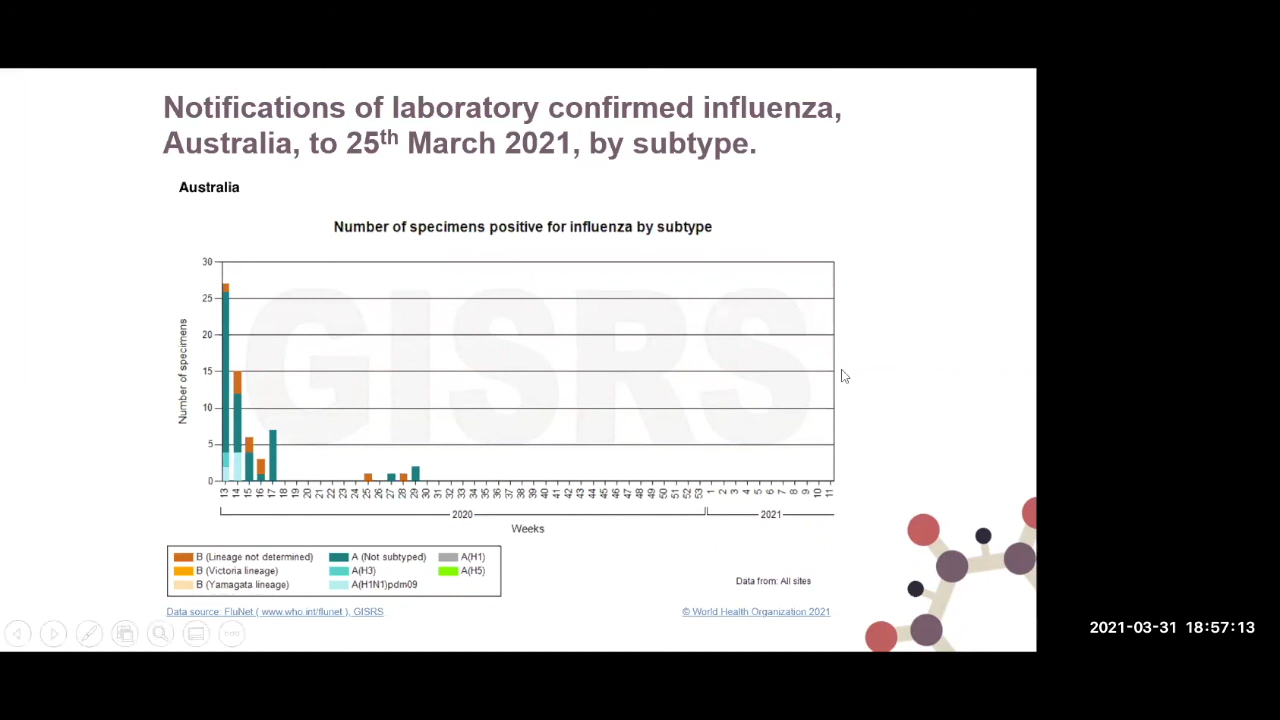 Notifications of laboratory confirmed influenza,
Australia, to 25th March 2021, by subtype.
Australia
Number of specimens positive for influenza by subtype
GISRS
Number of specimens
30
25
20
15
10
5
0
13 14 15 16 17 18 19 20 21 22 23 24 25 26 27 28 29 30 31 32 33 34 35 36 37 38 39 40 41 42 43 44 45 46 47 48 49 50 51 52 53 1 2 3 4 5 6 7 8 9 10 11
2020 2021
Weeks
B (Lineage not determined) A (Not subtyped) A(H1)
B (Victoria lineage) A(H3) A(H5)
B (Yamagata lineage) A(H1N1)pdm09
Data from: All sites
Data source: FluNet ( www.who.int/flunet ), GISRS
© World Health Organization 2021
2021-03-31 18:57:13